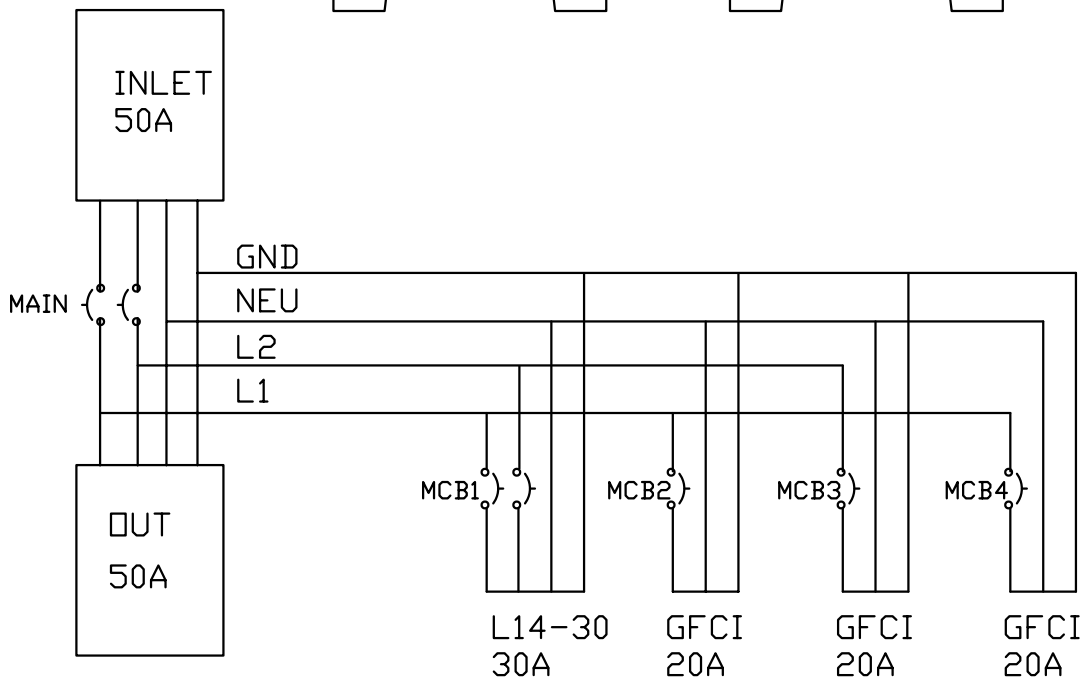 INLET
50A
GND
MAIN
NEU
L2
L1
MCB1
MCB2
MCB3
MCB4
OUT
50A
L14-30
30A
GFCI
20A
GFCI
20A
GFCI
20A